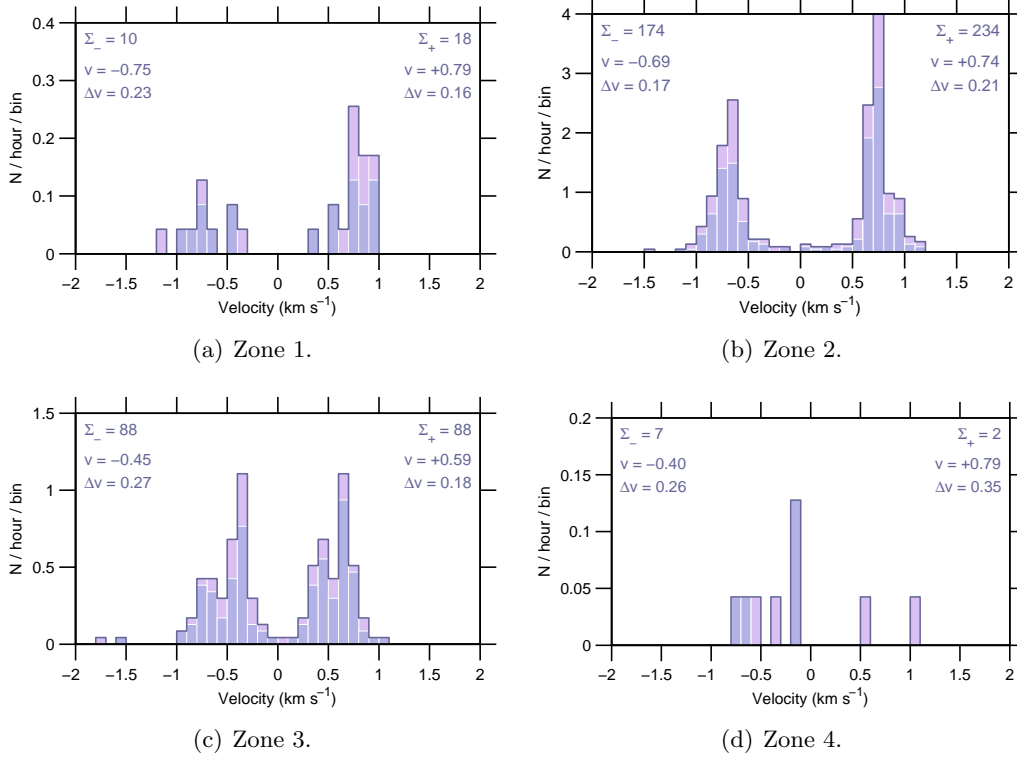 0.4
0.3
0.2
0.1
0
N / hour / bin
Σ₋ = 10
v = −0.75
Δv 0.23
Σ₊ = 18
v = +0.79
Δv 0.16
−2 −1.5 −1 −0.5 0 0.5 1 1.5 2
Velocity (km s⁻¹)
(a) Zone 1.
4
3
2
1
0
N / hour / bin
Σ₋ = 174
v = −0.69
Δv 0.17
Σ₊ = 234
v = +0.74
Δv 0.21
−2 −1.5 −1 −0.5 0 0.5 1 1.5 2
Velocity (km s⁻¹)
(b) Zone 2.
1.5
1
0.5
0
N / hour / bin
Σ₋ = 88
v = −0.45
Δv 0.27
Σ₊ = 88
v = +0.59
Δv 0.18
−2 −1.5 −1 −0.5 0 0.5 1 1.5 2
Velocity (km s⁻¹)
(c) Zone 3.
0.2
0.15
0.1
0.05
0
N / hour / bin
Σ₋ = 7
v = −0.40
Δv 0.26
Σ₊ = 2
v = +0.79
Δv 0.35
−2 −1.5 −1 −0.5 0 0.5 1 1.5 2
Velocity (km s⁻¹)
(d) Zone 4.